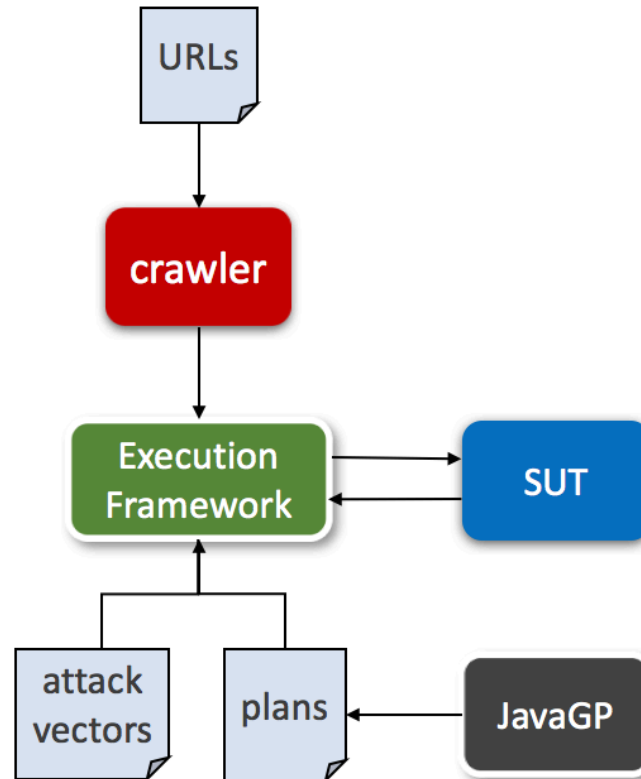 URLs
crawler
Execution
Framework
SUT
attack
vectors
plans
JavaGP